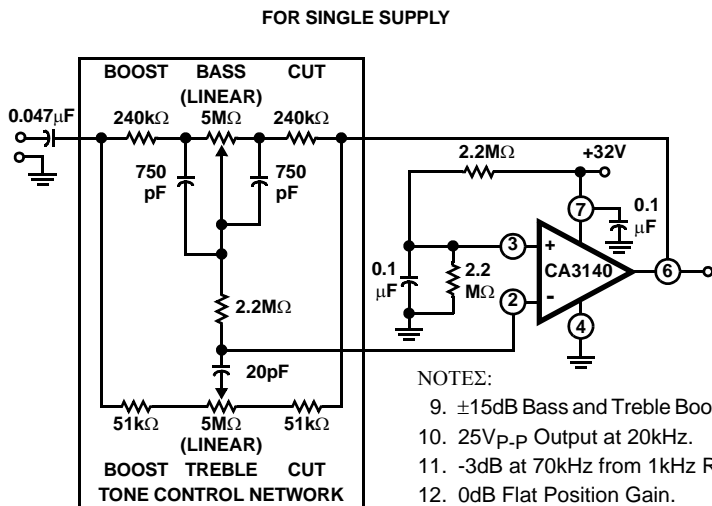 FOR SINGLE SUPPLY
BOOST BASS CUT
(LINEAR)
0.047μF
240kΩ 5MΩ 240kΩ
750 pF
750 pF
2.2MΩ
+32V
7
0.1 μF
3
+
CA3140
6
0.1 μF
2.2 MΩ
2
-
4
2.2MΩ
20pF
51kΩ 5MΩ 51kΩ
(LINEAR)
BOOST TREBLE CUT
TONE CONTROL NETWORK
NOTES:
9. ±15dB Bass and Treble Boo
10. 25VP-P Output at 20kHz.
11. -3dB at 70kHz from 1kHz R
12. 0dB Flat Position Gain.